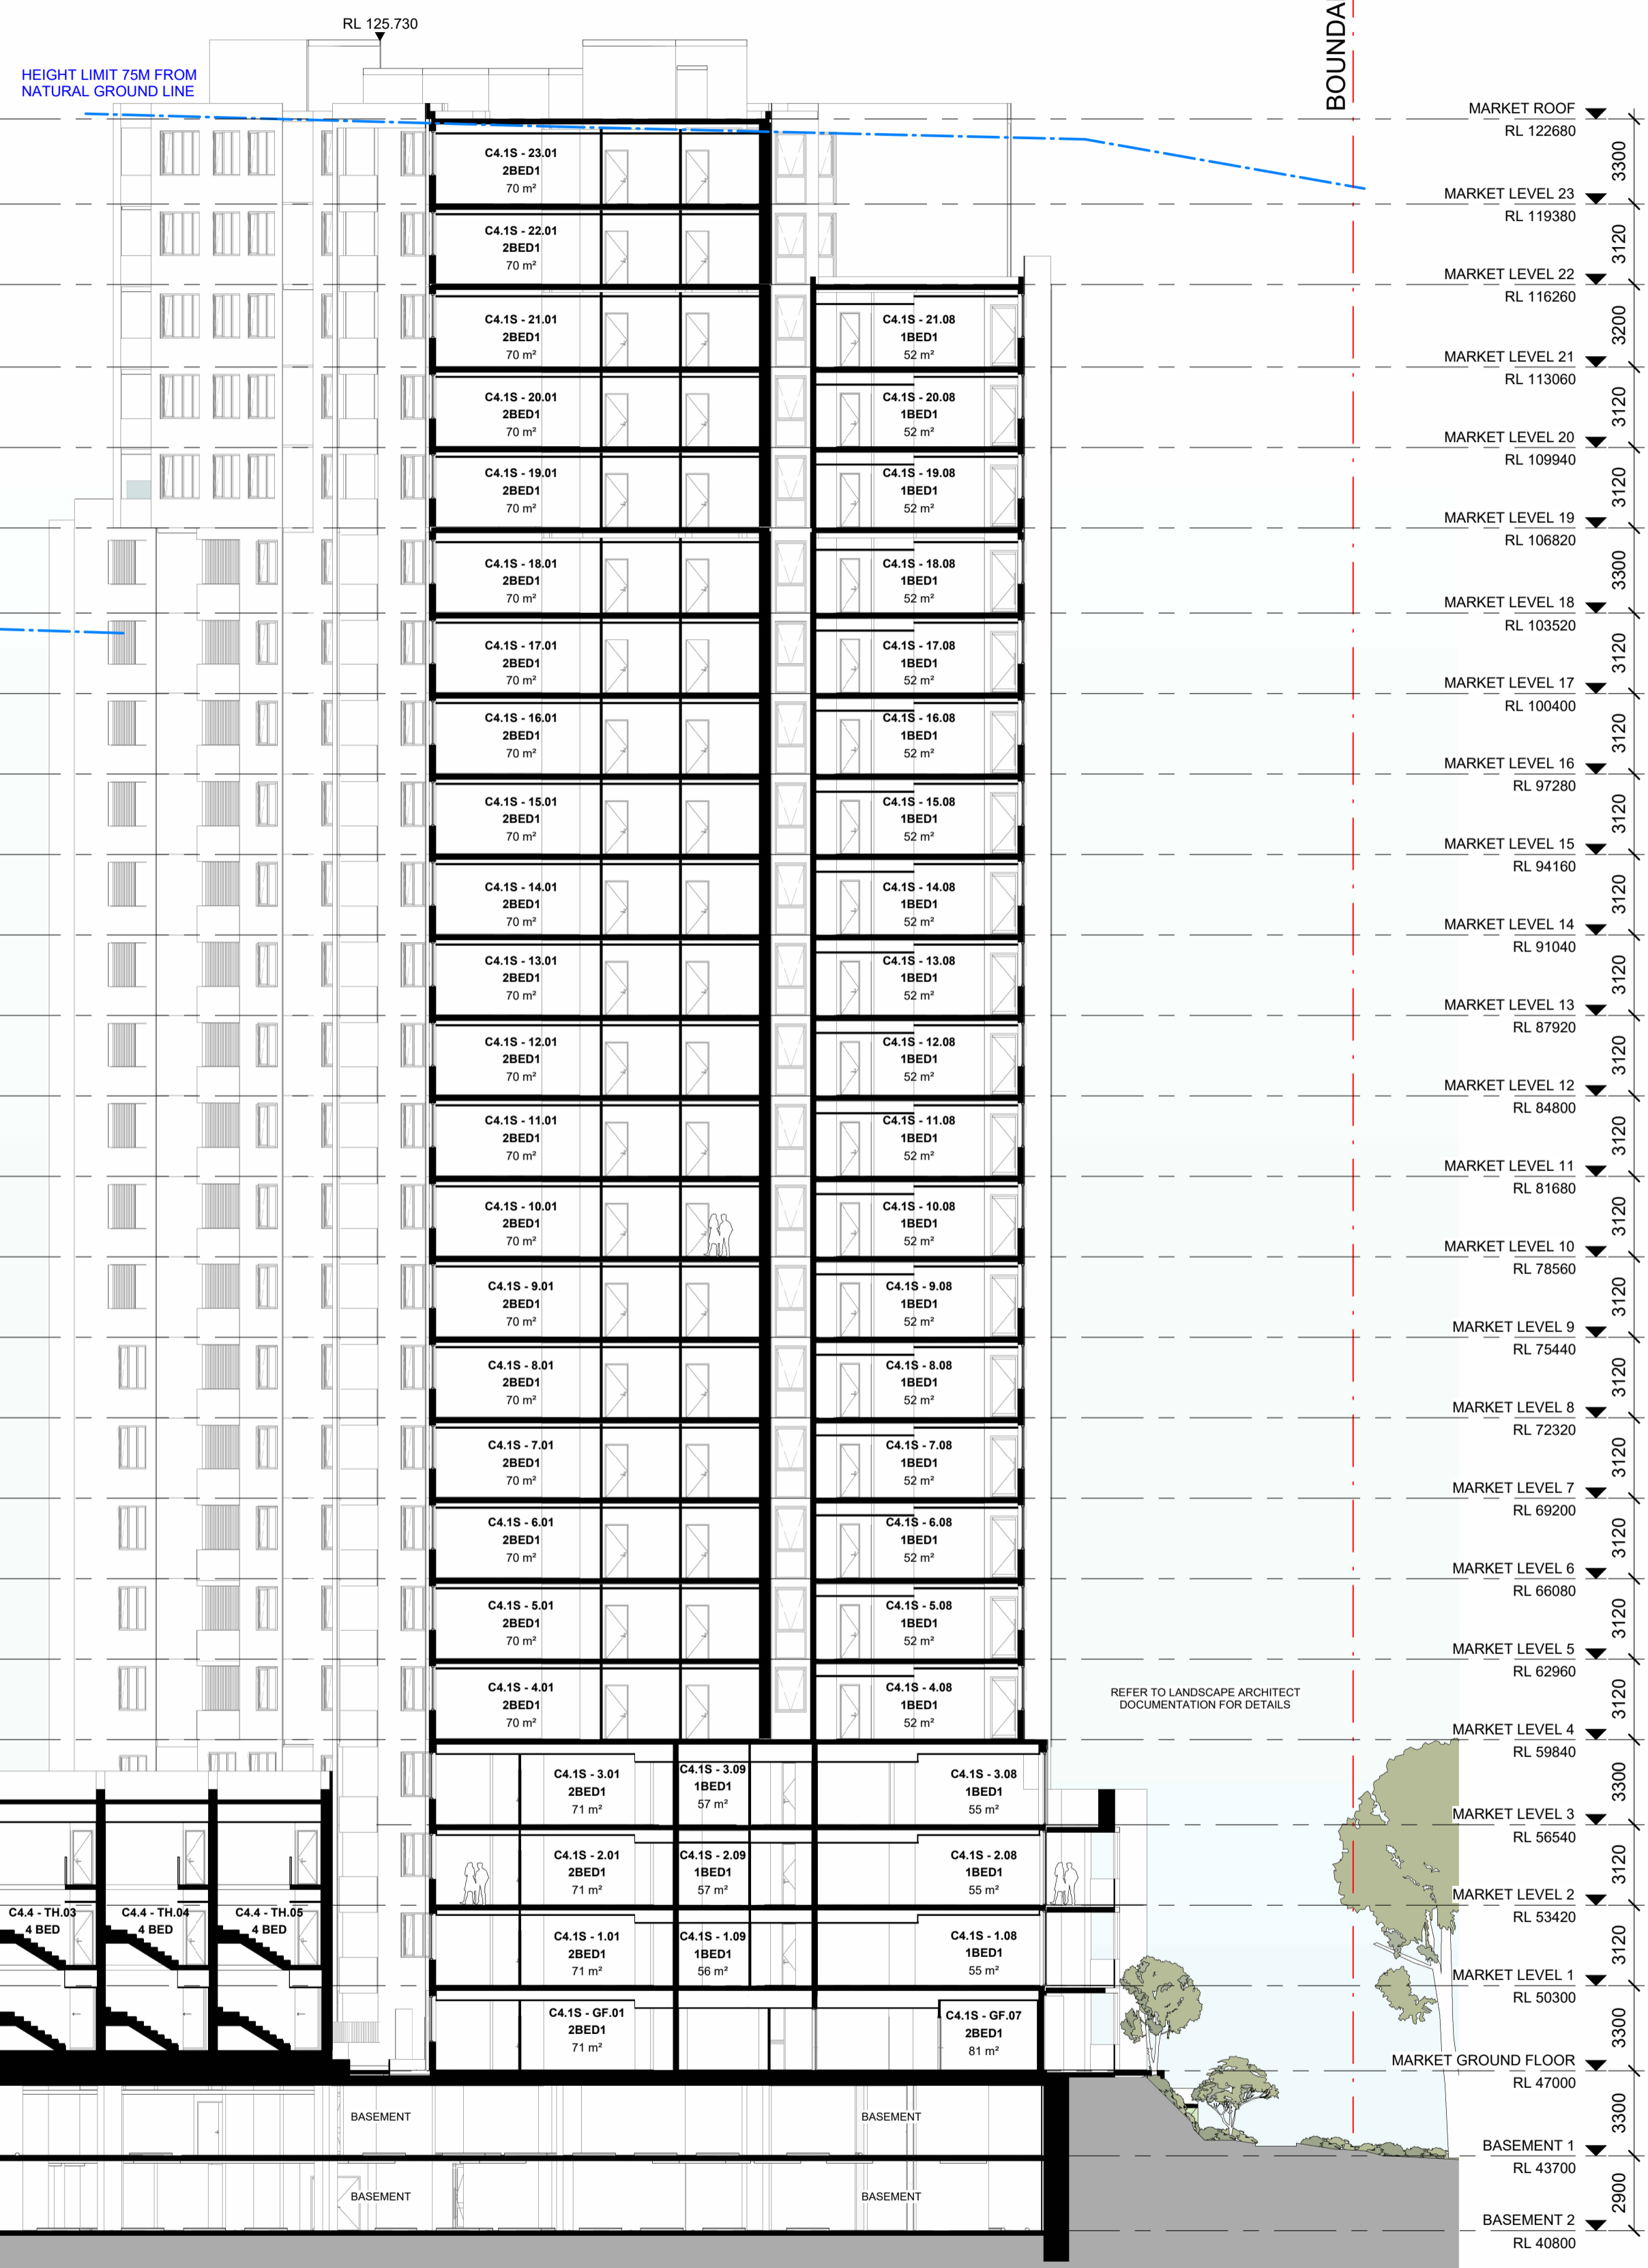 RL 125.730
BOUNDA
HEIGHT LIMIT 75M FROM
NATURAL GROUND LINE
MARKET ROOF
RL 122680
3300
C4.1S - 23.01
2BED1
70 m²
MARKET LEVEL 23
RL 119380
3120
C4.1S - 22.01
2BED1
70 m²
MARKET LEVEL 22
RL 116260
3200
C4.1S - 21.01
2BED1
70 m²
C4.1S - 21.08
1BED1
52 m²
MARKET LEVEL 21
RL 113060
3120
C4.1S - 20.01
2BED1
70 m²
C4.1S - 20.08
1BED1
52 m²
MARKET LEVEL 20
RL 109940
3120
C4.1S - 19.01
2BED1
70 m²
C4.1S - 19.08
1BED1
52 m²
MARKET LEVEL 19
RL 106820
3300
C4.1S - 18.01
2BED1
70 m²
C4.1S - 18.08
1BED1
52 m²
MARKET LEVEL 18
RL 103520
3120
C4.1S - 17.01
2BED1
70 m²
C4.1S - 17.08
1BED1
52 m²
MARKET LEVEL 17
RL 100400
3120
C4.1S - 16.01
2BED1
70 m²
C4.1S - 16.08
1BED1
52 m²
MARKET LEVEL 16
RL 97280
3120
C4.1S - 15.01
2BED1
70 m²
C4.1S - 15.08
1BED1
52 m²
MARKET LEVEL 15
RL 94160
3120
C4.1S - 14.01
2BED1
70 m²
C4.1S - 14.08
1BED1
52 m²
MARKET LEVEL 14
RL 91040
3120
C4.1S - 13.01
2BED1
70 m²
C4.1S - 13.08
1BED1
52 m²
MARKET LEVEL 13
RL 87920
3120
C4.1S - 12.01
2BED1
70 m²
C4.1S - 12.08
1BED1
52 m²
MARKET LEVEL 12
RL 84800
3120
C4.1S - 11.01
2BED1
70 m²
C4.1S - 11.08
1BED1
52 m²
MARKET LEVEL 11
RL 81680
3120
C4.1S - 10.01
2BED1
70 m²
C4.1S - 10.08
1BED1
52 m²
MARKET LEVEL 10
RL 78560
3120
C4.1S - 9.01
2BED1
70 m²
C4.1S - 9.08
1BED1
52 m²
MARKET LEVEL 9
RL 75440
3120
C4.1S - 8.01
2BED1
70 m²
C4.1S - 8.08
1BED1
52 m²
MARKET LEVEL 8
RL 72320
3120
C4.1S - 7.01
2BED1
70 m²
C4.1S - 7.08
1BED1
52 m²
MARKET LEVEL 7
RL 69200
3120
C4.1S - 6.01
2BED1
70 m²
C4.1S - 6.08
1BED1
52 m²
MARKET LEVEL 6
RL 66080
3120
C4.1S - 5.01
2BED1
70 m²
C4.1S - 5.08
1BED1
52 m²
MARKET LEVEL 5
RL 62960
3120
C4.1S - 4.01
2BED1
70 m²
C4.1S - 4.08
1BED1
52 m²
REFER TO LANDSCAPE ARCHITECT
DOCUMENTATION FOR DETAILS
MARKET LEVEL 4
RL 59840
3300
C4.1S - 3.01
2BED1
71 m²
C4.1S - 3.09
1BED1
57 m²
C4.1S - 3.08
1BED1
55 m²
MARKET LEVEL 3
RL 56540
3120
C4.1S - 2.01
2BED1
71 m²
C4.1S - 2.09
1BED1
57 m²
C4.1S - 2.08
1BED1
55 m²
MARKET LEVEL 2
RL 53420
3120
C4.4 - TH.03
4 BED
C4.4 - TH.04
4 BED
C4.4 - TH.05
4 BED
C4.1S - 1.01
2BED1
71 m²
C4.1S - 1.09
1BED1
56 m²
C4.1S - 1.08
1BED1
55 m²
MARKET LEVEL 1
RL 50300
3300
C4.1S - GF.01
2BED1
71 m²
C4.1S - GF.07
2BED1
81 m²
MARKET GROUND FLOOR
RL 47000
3300
BASEMENT
BASEMENT
BASEMENT 1
RL 43700
2900
BASEMENT
BASEMENT
BASEMENT 2
RL 40800